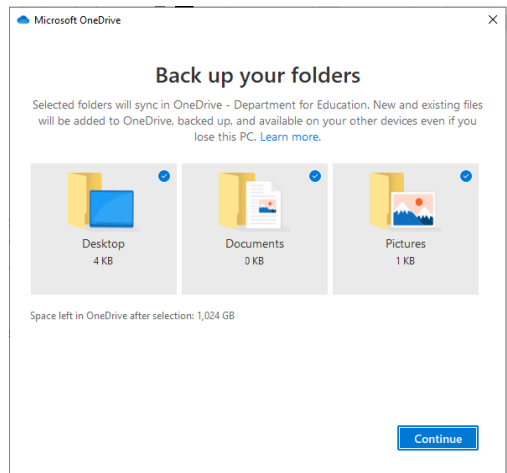 Microsoft OneDrive
Back up your folders
Selected folders will sync in OneDrive - Department for Education. New and existing files
will be added to OneDrive, backed up, and available on your other devices even if you
lose this PC. Learn more.
Desktop
4 KB
Documents
0 KB
Pictures
1 KB
Space left in OneDrive after selection: 1,024 GB
Continue